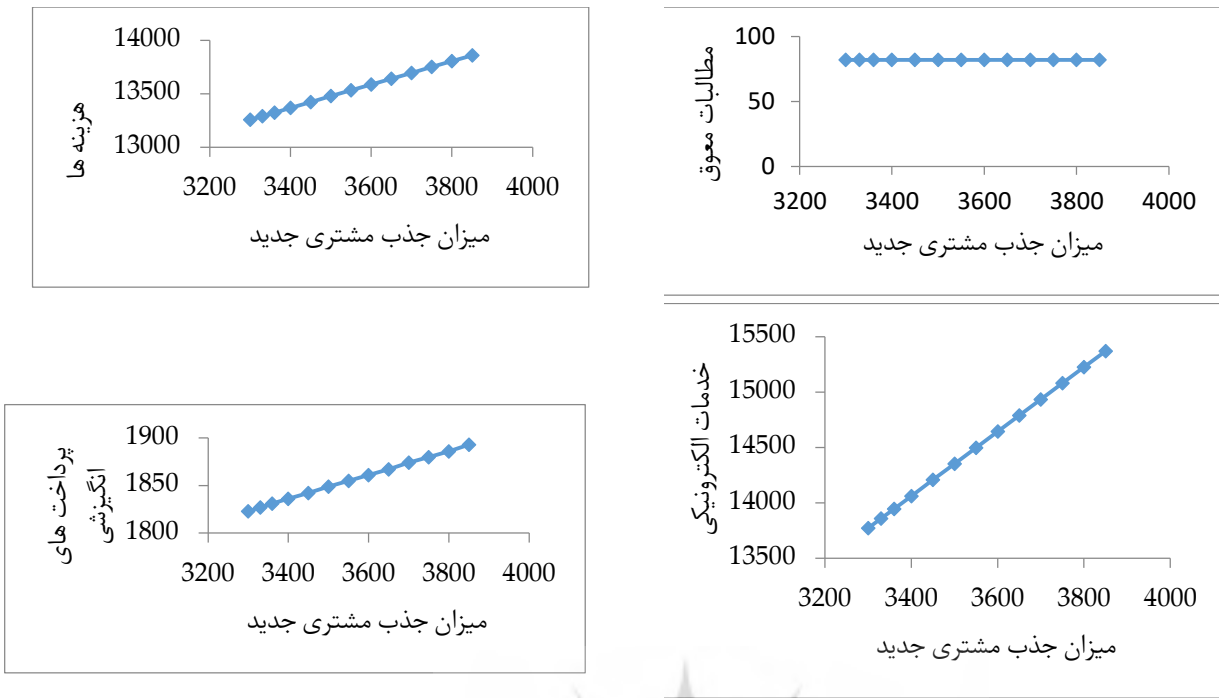 14000
13500
13000
3200 3400 3600 3800 4000
هزینه ها
میزان جذب مشتری جدید
100
50
0
3200 3400 3600 3800 4000
مطالبات معوق
میزان جذب مشتری جدید
1900
1850
1800
3200 3400 3600 3800 4000
پرداخت های
انگیزشی
میزان جذب مشتری جدید
15500
15000
14500
14000
13500
3200 3400 3600 3800 4000
خدمات الکترونیکی
میزان جذب مشتری جدید